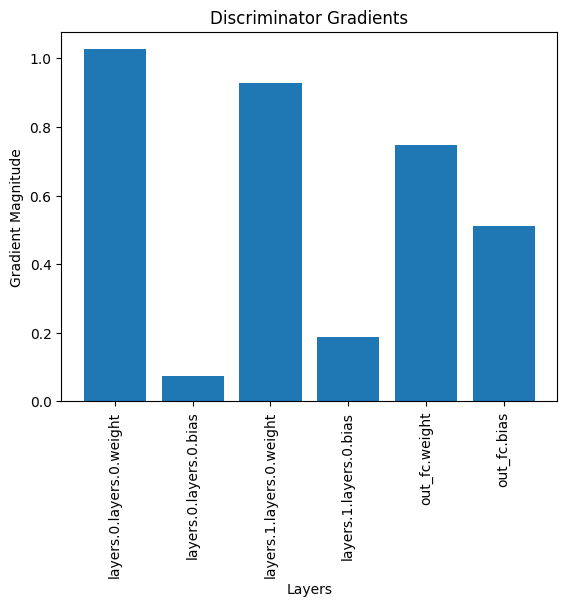 Discriminator Gradients
Gradient Magnitude
1.0
0.8
0.6
0.4
0.2
0.0
layers.0.layers.0.weight
layers.0.layers.0.bias
layers.1.layers.0.weight
layers.1.layers.0.bias
out_fc.weight
out_fc.bias
Layers